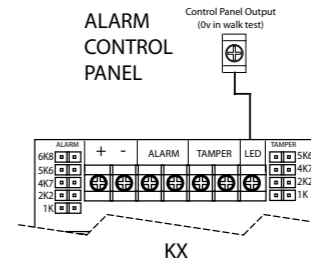 Control Panel Output
(0v in walk test)
ALARM
CONTROL
PANEL
ALARM
+ - ALARM TAMPER LED
TAMPER
6K8
5K6
4K7
2K2
1K
5K6
4K7
2K2
1K
KX